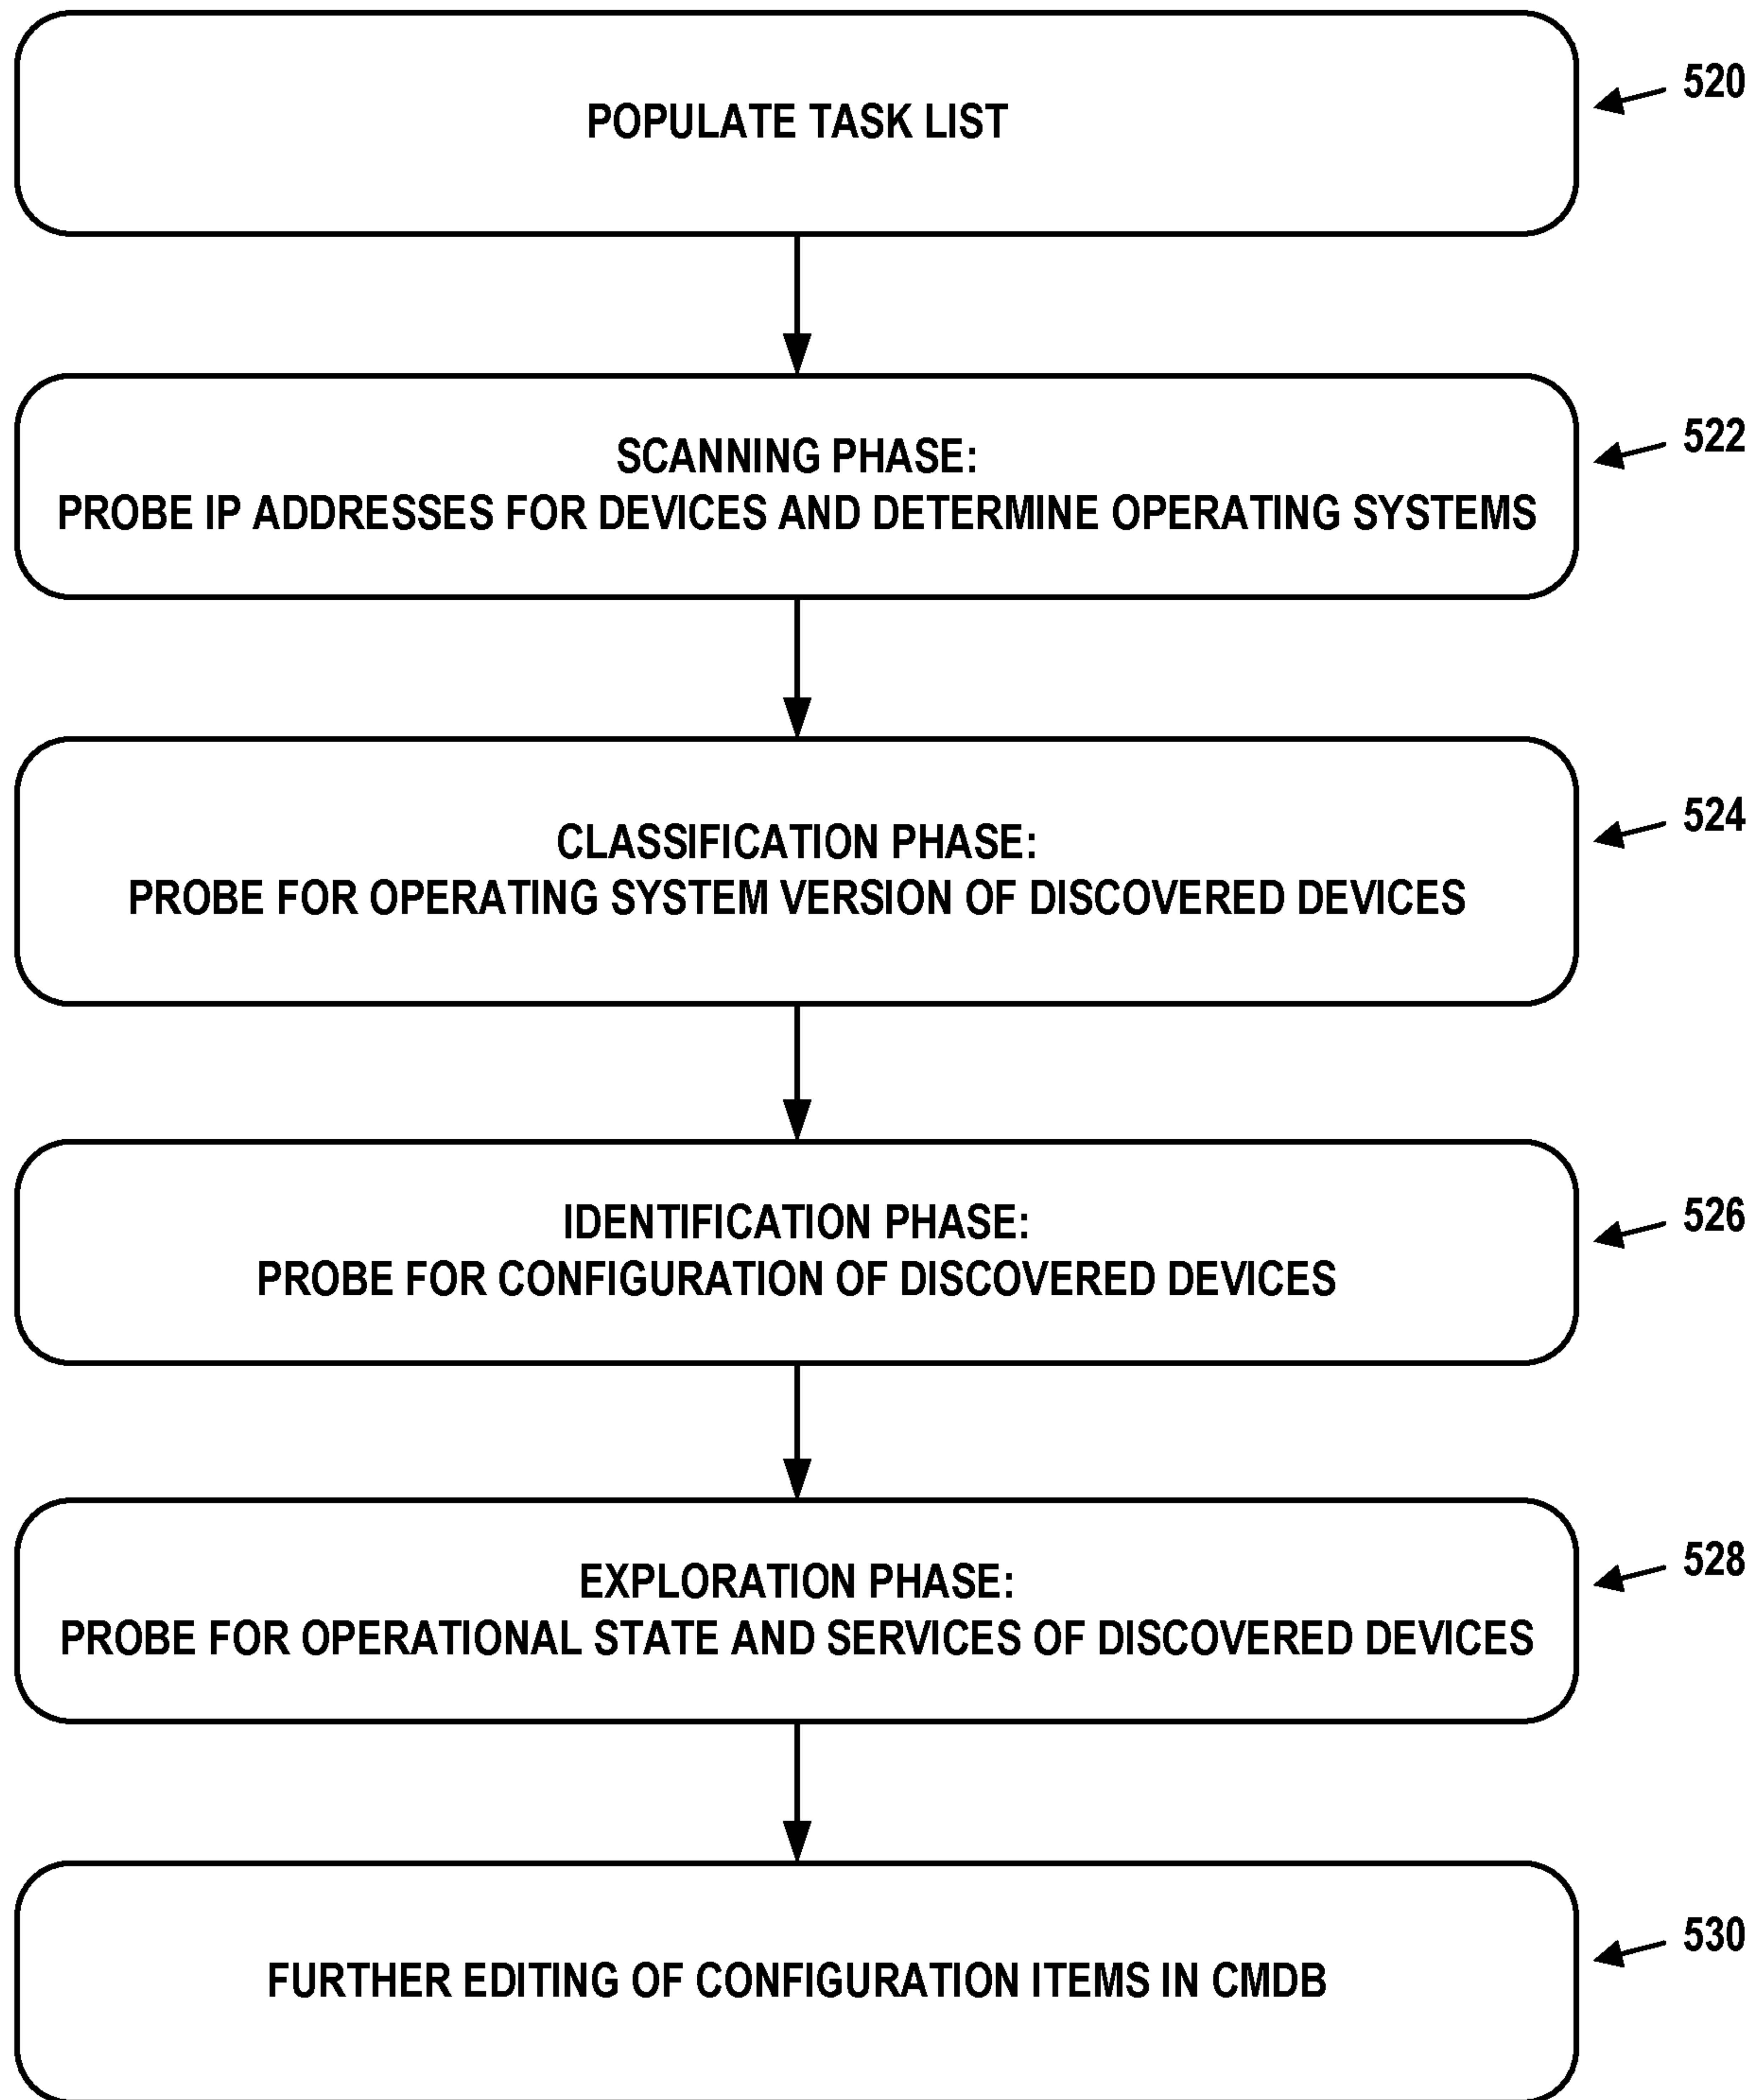 POPULATE TASK LIST
520
SCANNING PHASE:
PROBE IP ADDRESSES FOR DEVICES AND DETERMINE OPERATING SYSTEMS
522
CLASSIFICATION PHASE:
PROBE FOR OPERATING SYSTEM VERSION OF DISCOVERED DEVICES
524
IDENTIFICATION PHASE:
PROBE FOR CONFIGURATION OF DISCOVERED DEVICES
526
EXPLORATION PHASE:
PROBE FOR OPERATIONAL STATE AND SERVICES OF DISCOVERED DEVICES
528
FURTHER EDITING OF CONFIGURATION ITEMS IN CMDB
530